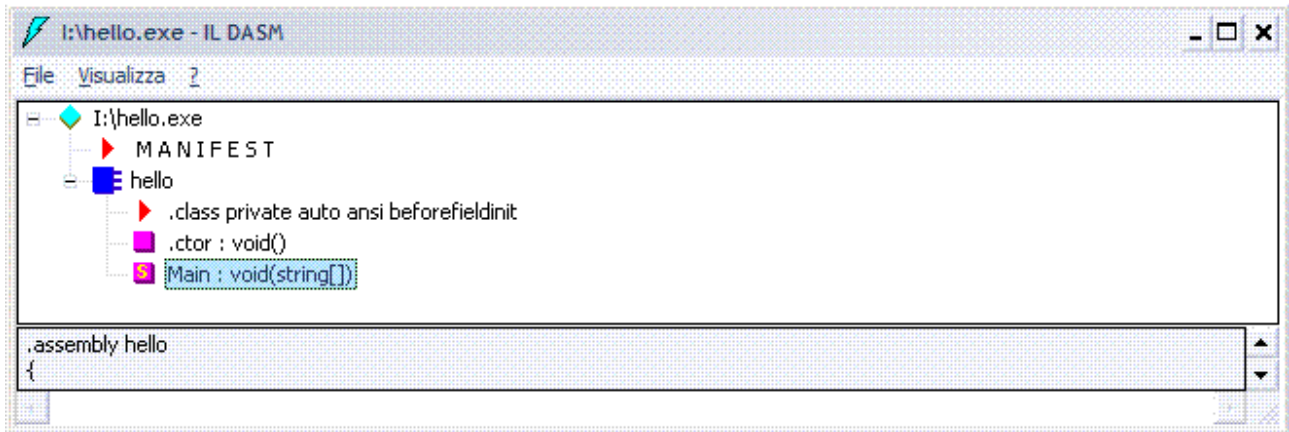 I:\hello.exe - IL DASM
File Visualizza ?
I:\hello.exe
MANIFEST
hello
.class private auto ansi beforefieldinit
.ctor : void()
S Main : void(string[])
.assembly hello
{